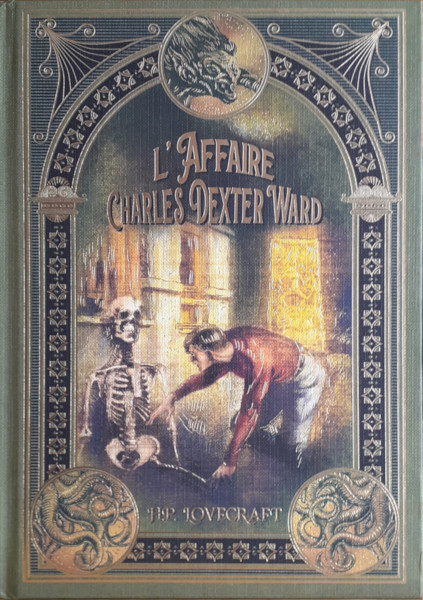 L'AFFAIRE
CHARLES DEXTER WARD
H.P. LOVECRAFT